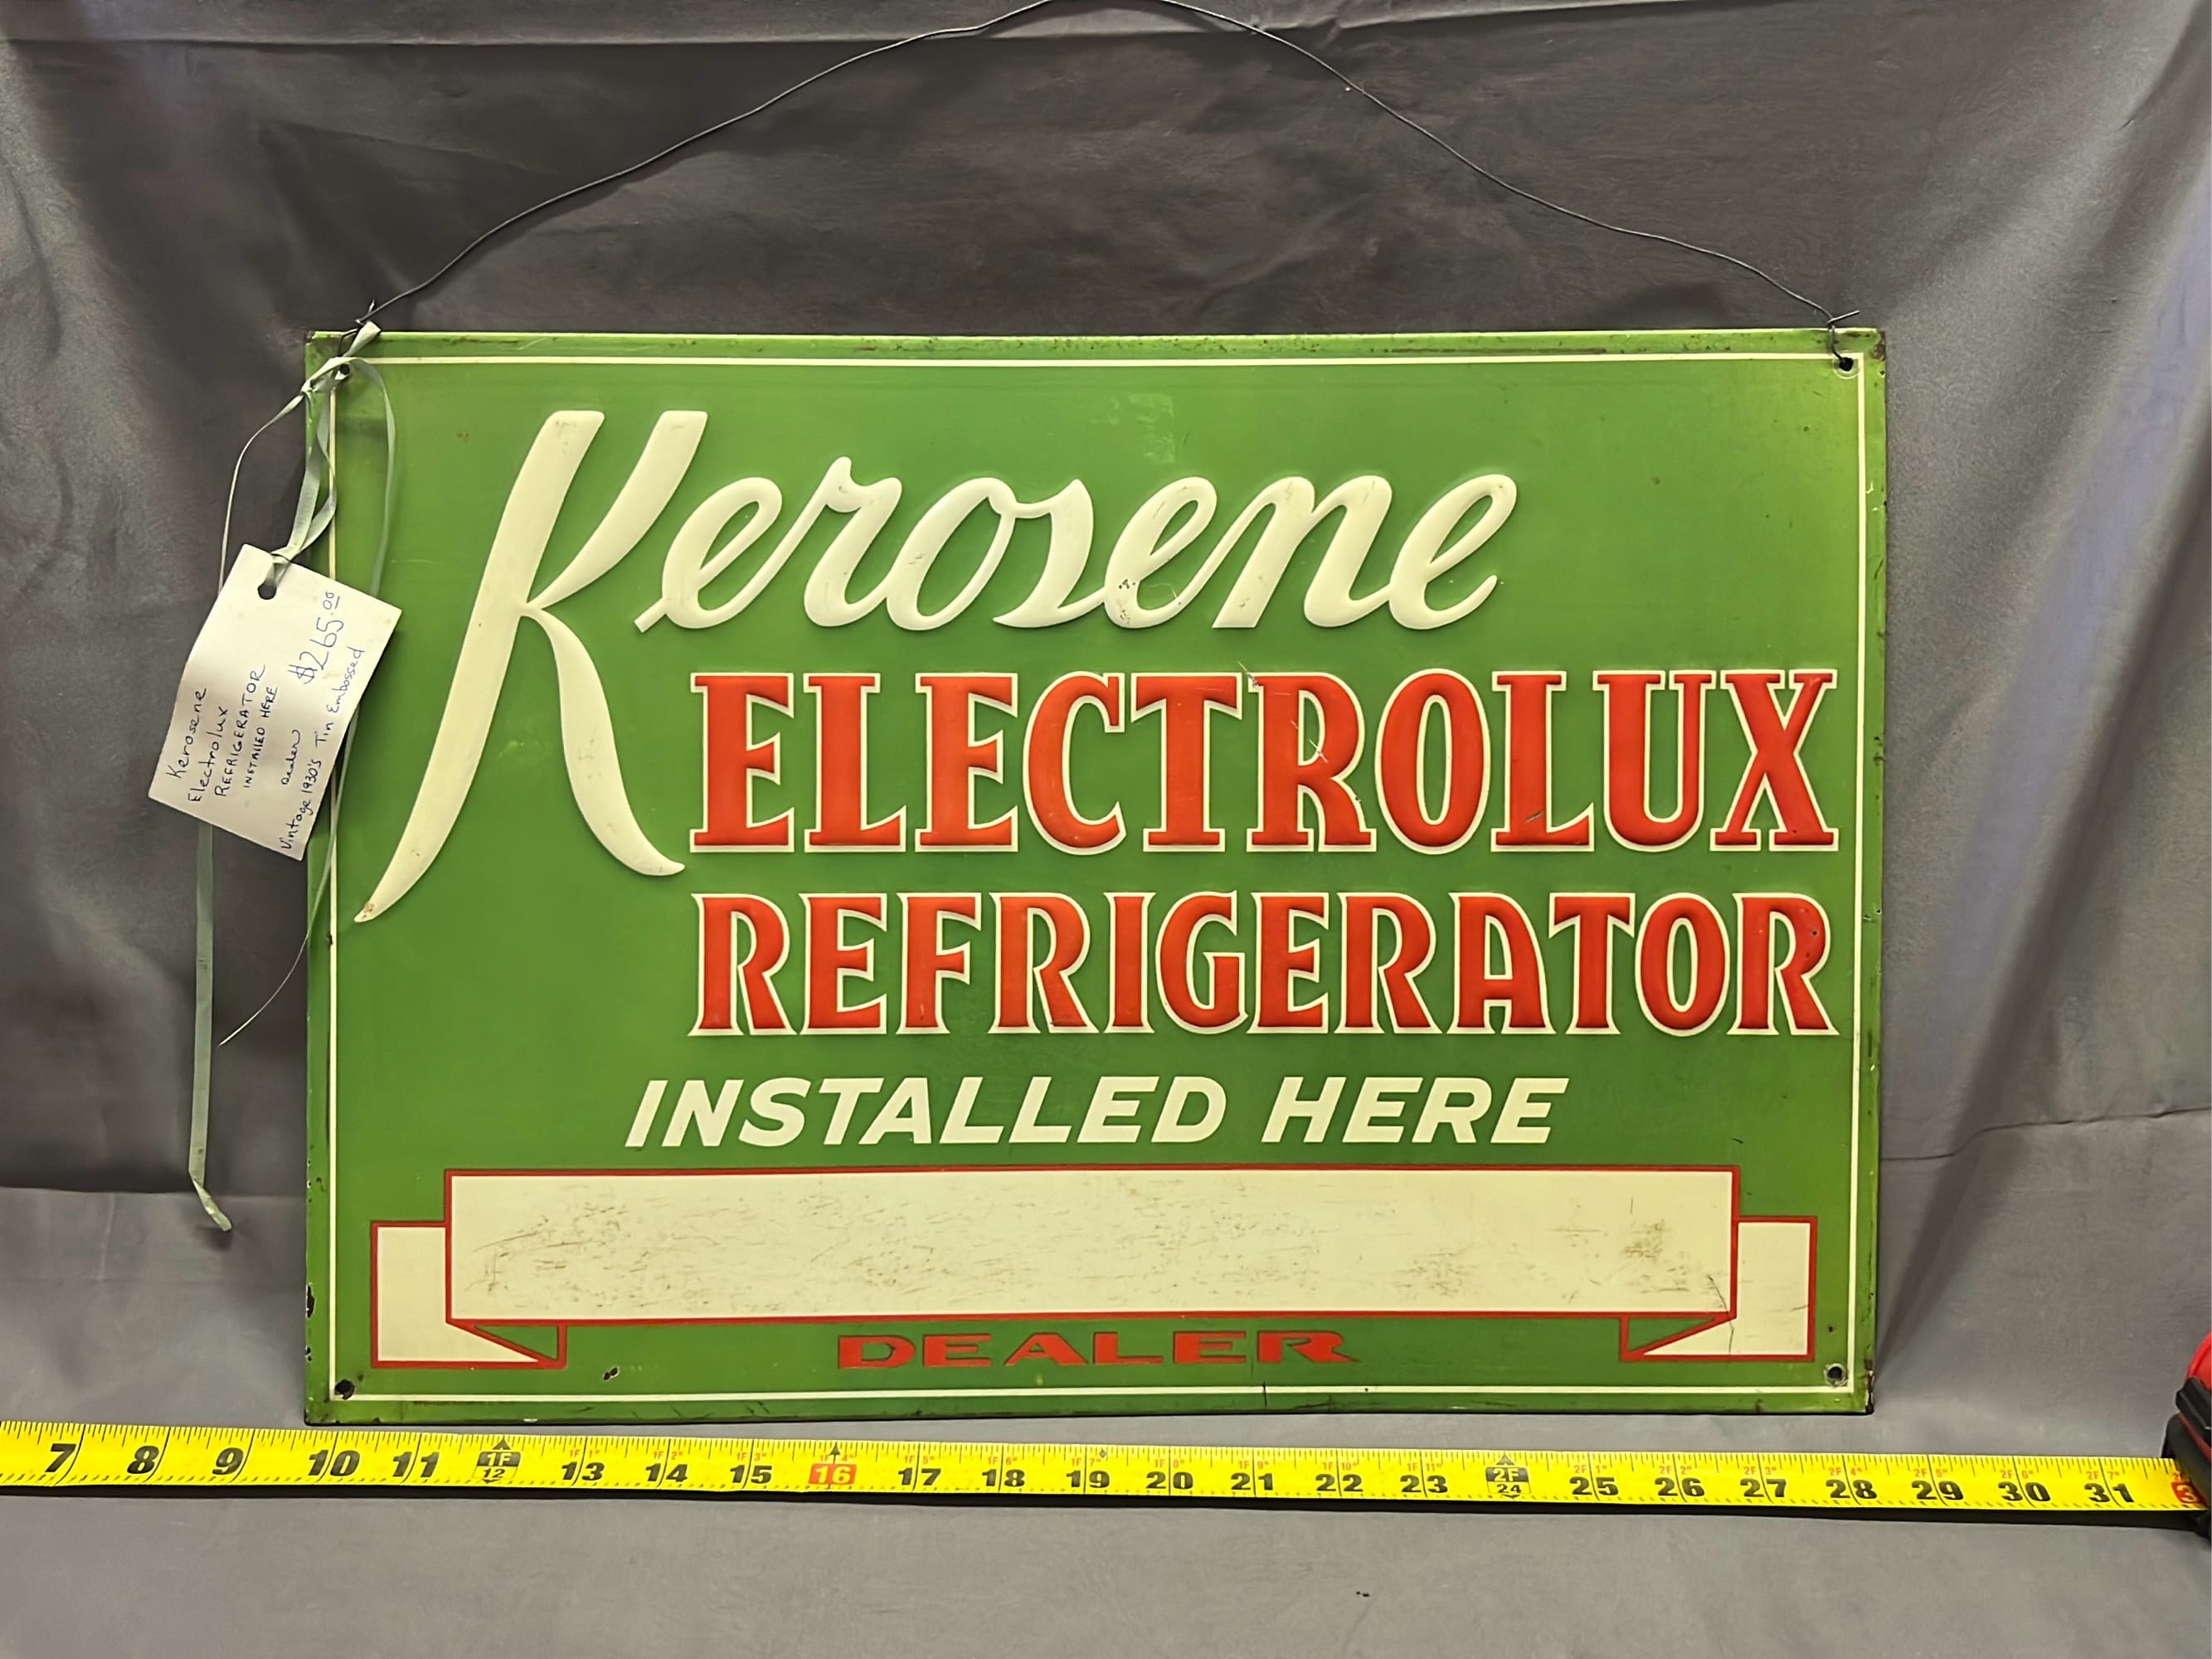 Kerosene
ELECTROLUX
REFRIGERATOR
INSTALLED HERE
DEALER
Kerosene
Electrolux
REFRIGERATOR
INSTALLED HERE
Dealer
$265.00
Vintage 1930's Tin Embossed
7 8 9 10 11 1F 12 13 14 15 16 17 18 19 20 21 22 23 2F 24 25 26 27 28 29 30 31